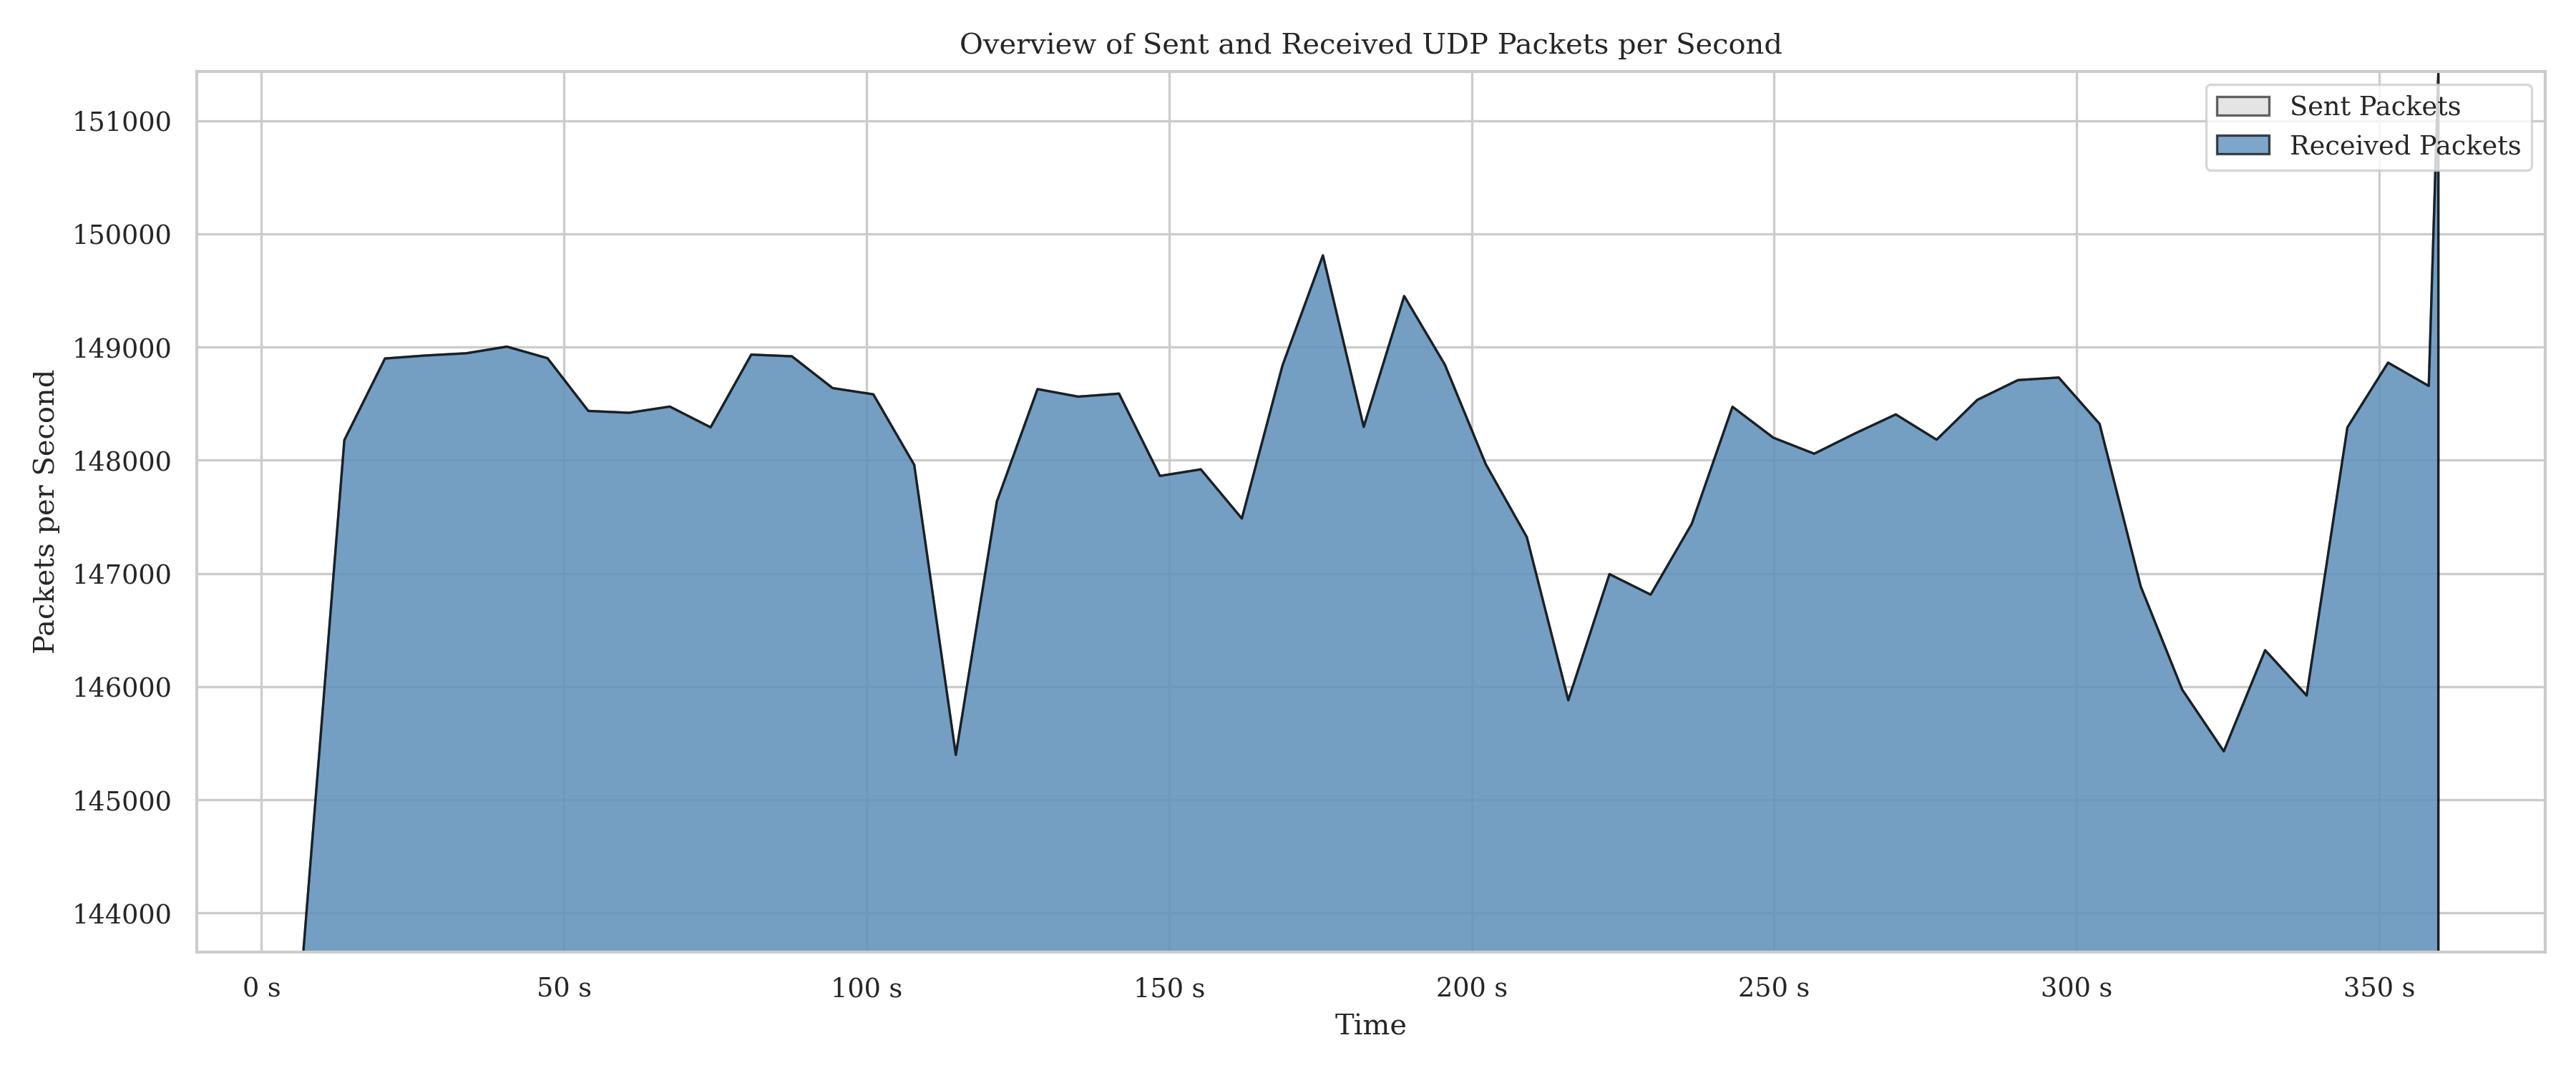 Overview of Sent and Received UDP Packets per Second
Sent Packets
Received Packets
151000
150000
149000
148000
147000
146000
145000
144000
Packets per Second
0 s 50 s 100 s 150 s 200 s 250 s 300 s 350 s
Time